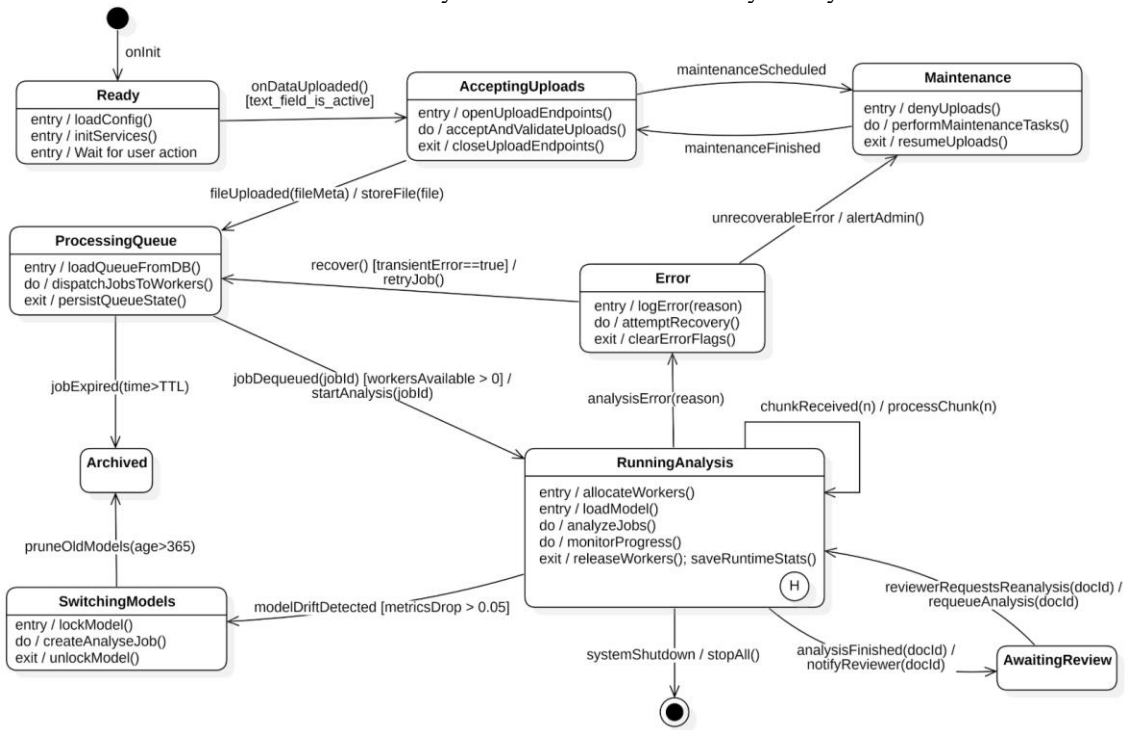 onInit
Ready
entry / loadConfig()
entry / initServices()
entry / Wait for user action
onDataUploaded()
[text_field_is_active]
AcceptingUploads
entry / openUploadEndpoints()
do / acceptAndValidateUploads()
exit / closeUploadEndpoints()
maintenanceScheduled
maintenanceFinished
Maintenance
entry / denyUploads()
do / performMaintenanceTasks()
exit / resumeUploads()
fileUploaded(fileMeta) / storeFile(file)
unrecoverableError / alertAdmin()
ProcessingQueue
entry / loadQueueFromDB()
do / dispatchJobsToWorkers()
exit / persistQueueState()
recover() [transientError==true] /
retryJob()
Error
entry / logError(reason)
do / attemptRecovery()
exit / clearErrorFlags()
jobExpired(time>TTL)
jobDequeued(jobId) [workersAvailable > 0] /
startAnalysis(jobId)
analysisError(reason)
chunkReceived(n) / processChunk(n)
Archived
RunningAnalysis
entry / allocateWorkers()
entry / loadModel()
do / analyzeJobs()
do / monitorProgress()
exit / releaseWorkers(); saveRuntimeStats()
H
pruneOldModels(age>365)
SwitchingModels
entry / lockModel()
do / createAnalyseJob()
exit / unlockModel()
modelDriftDetected [metricsDrop > 0.05]
reviewerRequestsReanalysis(docId) /
requeueAnalysis(docId)
systemShutdown / stopAll()
analysisFinished(docId) /
notifyReviewer(docId)
AwaitingReview